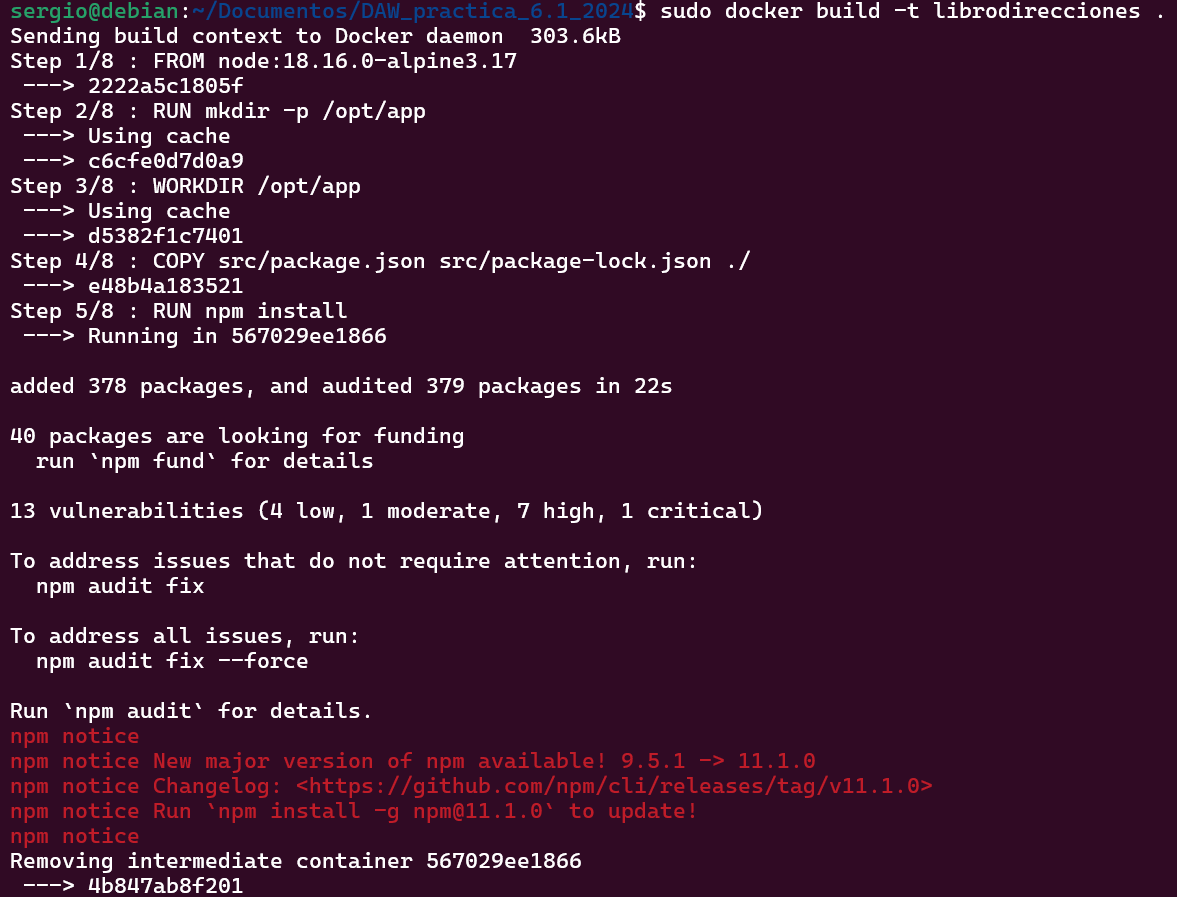 sergio@debian:~/Documentos/DAW_practica_6.1_2024$ sudo docker build -t librodirecciones .
Sending build context to Docker daemon  303.6kB
Step 1/8 : FROM node:18.16.0-alpine3.17
 ---> 2222a5c1805f
Step 2/8 : RUN mkdir -p /opt/app
 ---> Using cache
 ---> c6cfe0d7d0a9
Step 3/8 : WORKDIR /opt/app
 ---> Using cache
 ---> d5382f1c7401
Step 4/8 : COPY src/package.json src/package-lock.json ./
 ---> e48b4a183521
Step 5/8 : RUN npm install
 ---> Running in 567029ee1866
added 378 packages, and audited 379 packages in 22s
40 packages are looking for funding
  run `npm fund` for details
13 vulnerabilities (4 low, 1 moderate, 7 high, 1 critical)
To address issues that do not require attention, run:
  npm audit fix
To address all issues, run:
  npm audit fix --force
Run `npm audit` for details.
npm notice
npm notice New major version of npm available! 9.5.1 -> 11.1.0
npm notice Changelog: <https://github.com/npm/cli/releases/tag/v11.1.0>
npm notice Run `npm install -g npm@11.1.0` to update!
npm notice
Removing intermediate container 567029ee1866
 ---> 4b847ab8f201